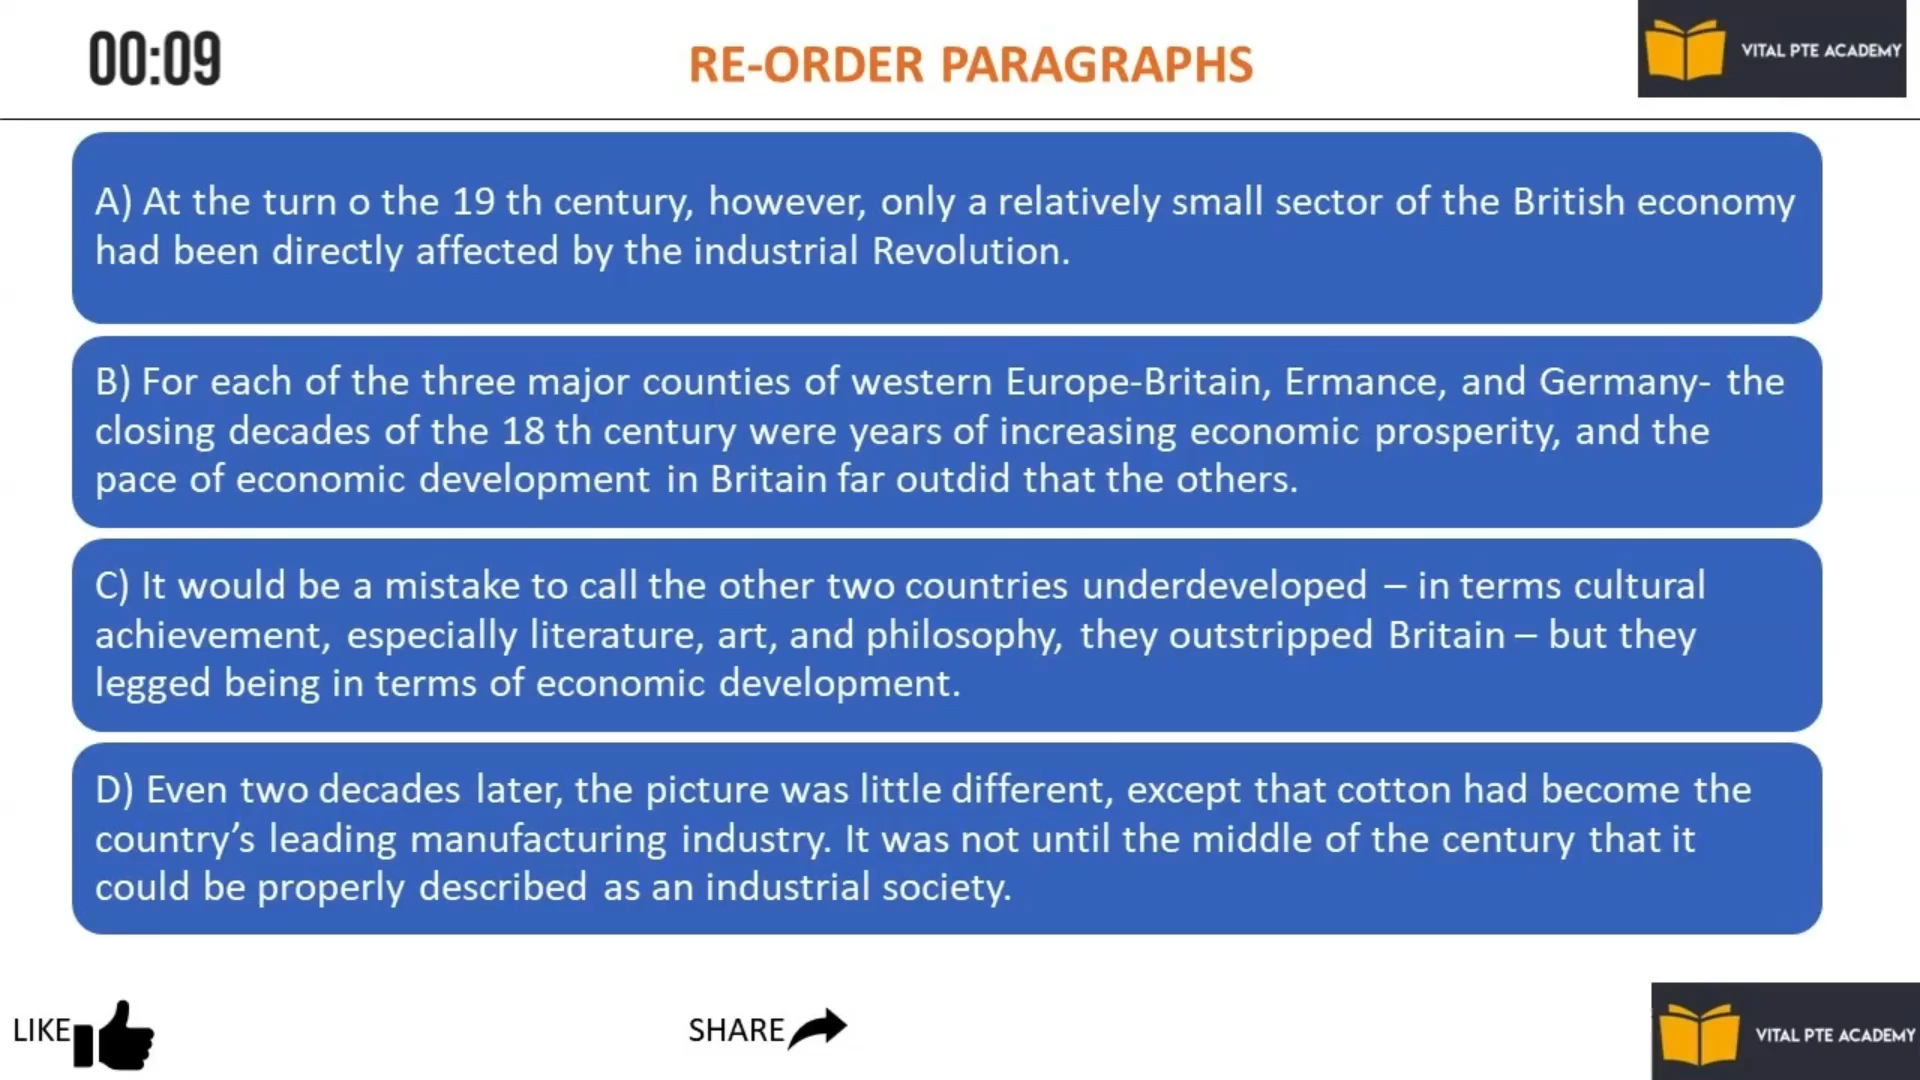 00:09
RE-ORDER PARAGRAPHS
VITAL PTE ACADEMY
A) At the turn o the 19 th century, however, only a relatively small sector of the British economy
had been directly affected by the industrial Revolution.
B) For each of the three major counties of western Europe-Britain, Ermance, and Germany- the
closing decades of the 18 th century were years of increasing economic prosperity, and the
pace of economic development in Britain far outdid that the others.
C) It would be a mistake to call the other two countries underdeveloped – in terms cultural
achievement, especially literature, art, and philosophy, they outstripped Britain – but they
legged being in terms of economic development.
D) Even two decades later, the picture was little different, except that cotton had become the
country’s leading manufacturing industry. It was not until the middle of the century that it
could be properly described as an industrial society.
LIKE
SHARE
VITAL PTE ACADEMY